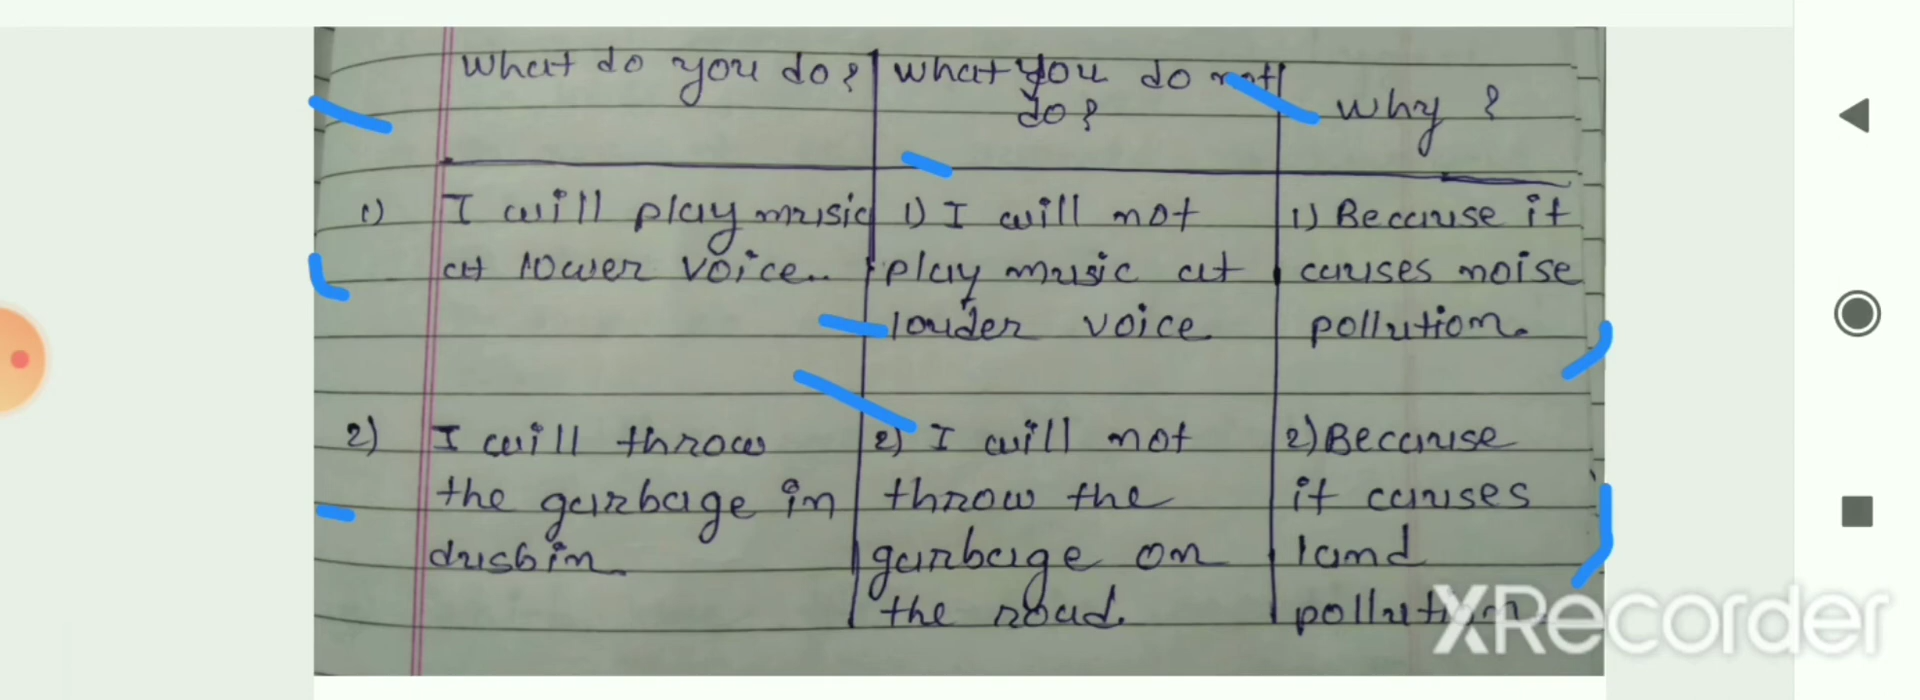 What do you do?
What you do not
do?
Why?
1) I will play music
at lower voice..
1) I will not
play music at
louder voice.
1) Because it
causes noise
pollution.
2) I will throw
the garbage in
dusbin.
2) I will not
throw the
garbage on
the road.
2) Because
it causes
land
pollution.
XRecorder